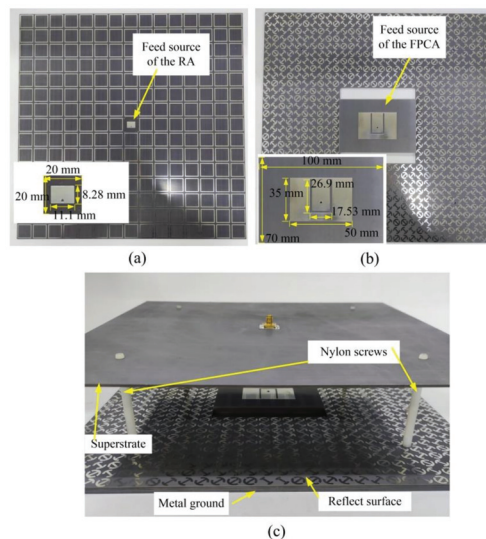 Feed source
of the RA
20 mm
20 mm
8.28 mm
11.1 mm
(a)
Feed source
of the FPCA
100 mm
26.9 mm
35 mm
17.53 mm
50 mm
70 mm
(b)
Nylon screws
Superstrate
Metal ground
Reflect surface
(c)